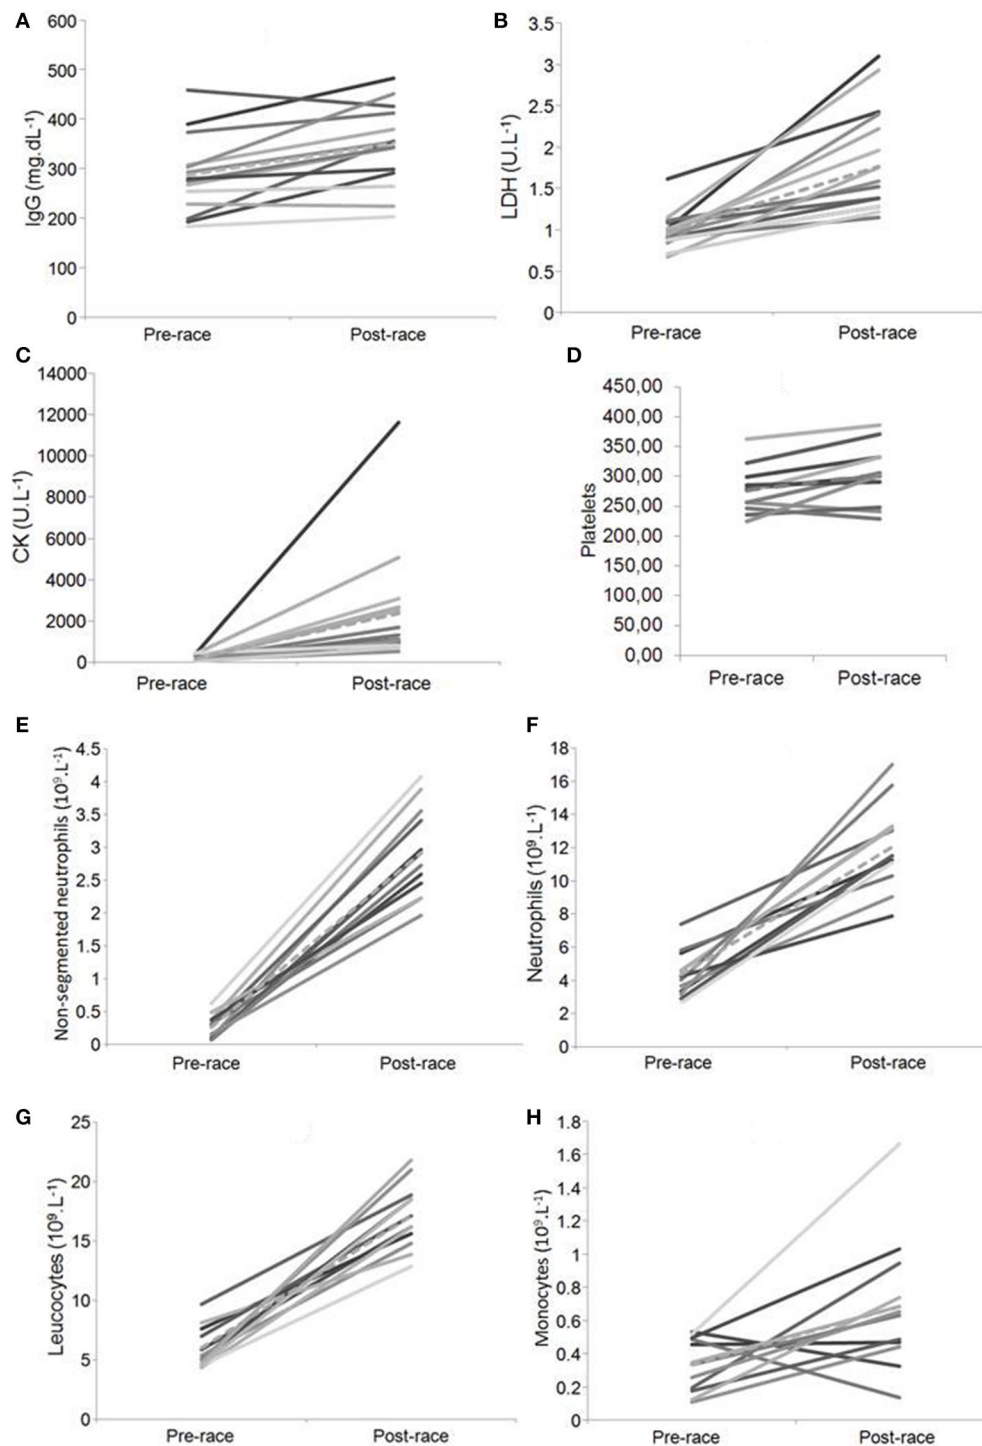 A
IgG (mg.dL-1)
600
500
400
300
200
100
0
Pre-race Post-race
B
LDH (U.L-1)
3.5
3
2.5
2
1.5
1
0.5
0
Pre-race Post-race
C
CK (U.L-1)
14000
12000
10000
8000
6000
4000
2000
0
Pre-race Post-race
D
Platelets
450,00
400,00
350,00
300,00
250,00
200,00
150,00
100,00
50,00
0,00
Pre-race Post-race
E
Non-segmented neutrophils (10⁹.L-1)
4.5
4
3.5
3
2.5
2
1.5
1
0.5
0
Pre-race Post-race
F
Neutrophils (10⁹.L-1)
18
16
14
12
10
8
6
4
2
0
Pre-race Post-race
G
Leucocytes (10⁹.L-1)
25
20
15
10
5
0
Pre-race Post-race
H
Monocytes (10⁹.L-1)
1.8
1.6
1.4
1.2
1
0.8
0.6
0.4
0.2
0
Pre-race Post-race